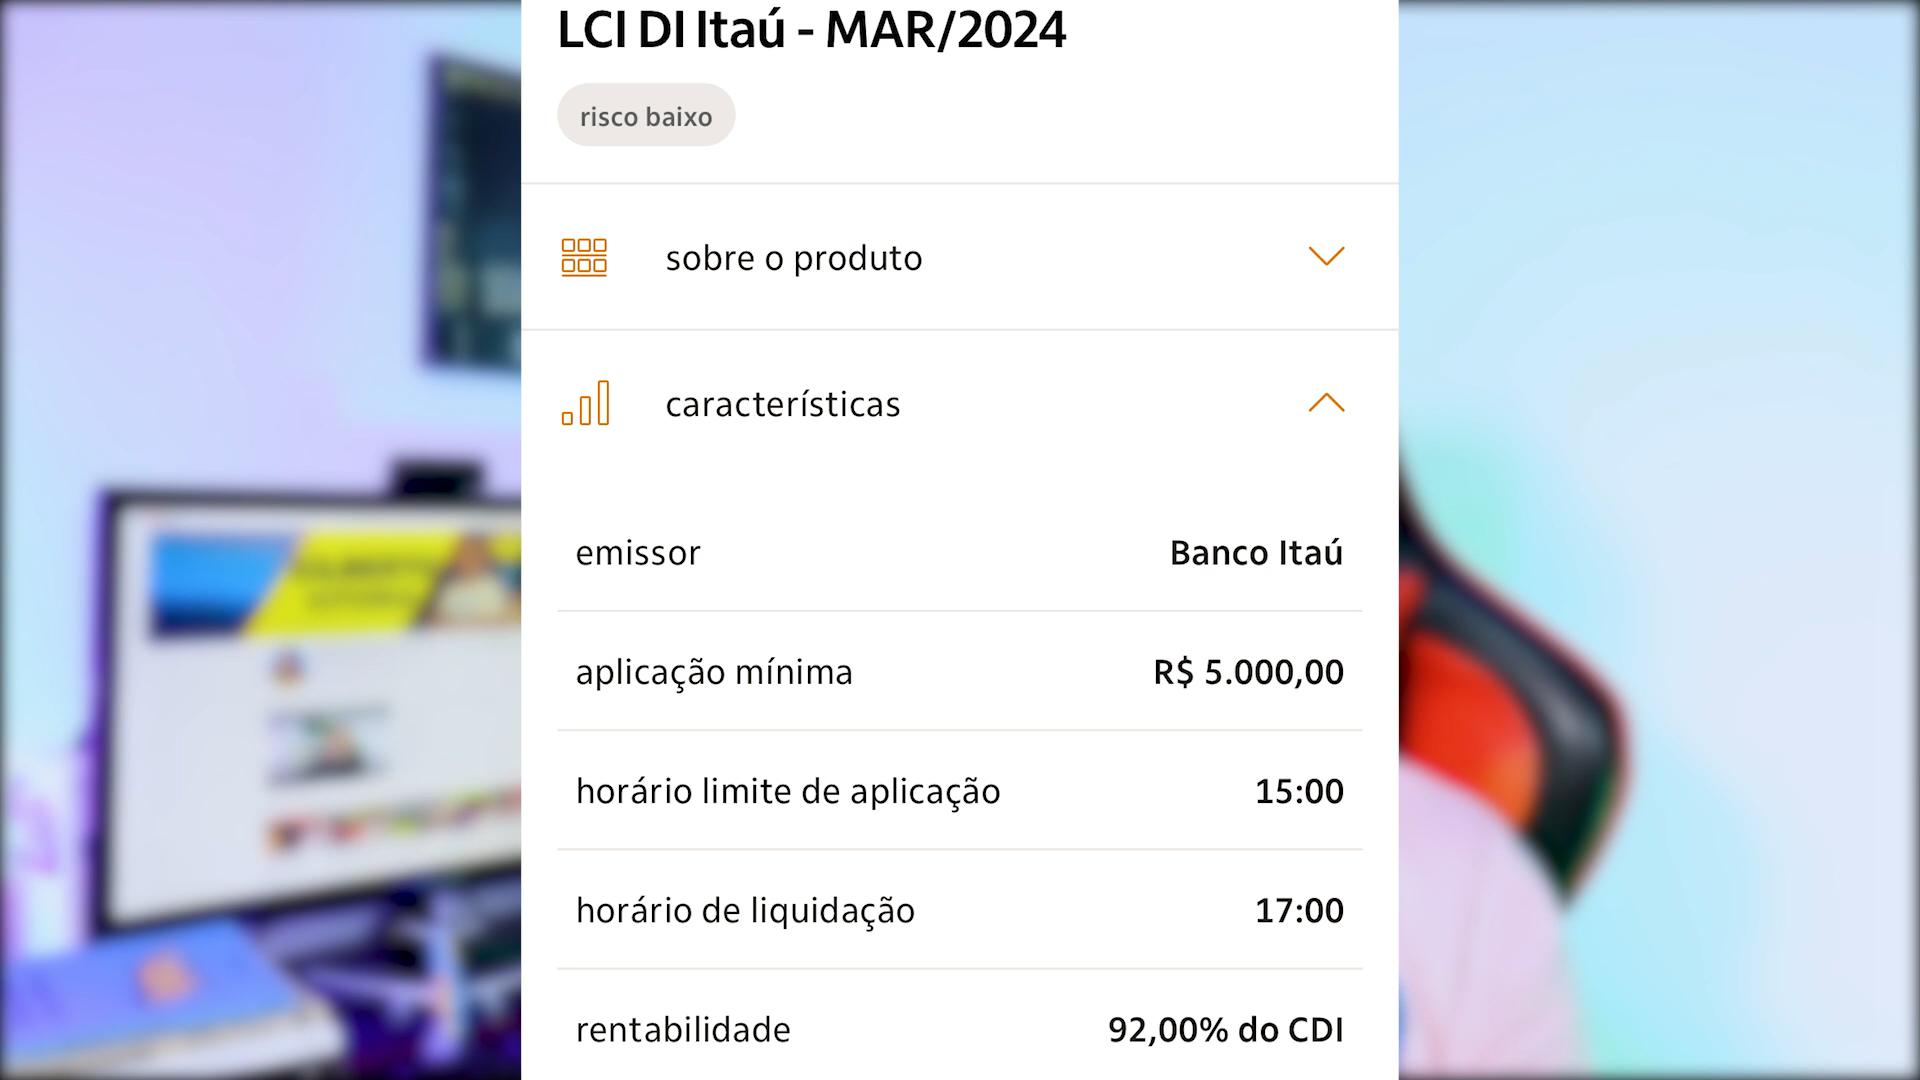 LCI DI Itaú - MAR/2024
risco baixo
sobre o produto
características
emissor Banco Itaú
aplicação mínima R$ 5.000,00
horário limite de aplicação 15:00
horário de liquidação 17:00
rentabilidade 92,00% do CDI